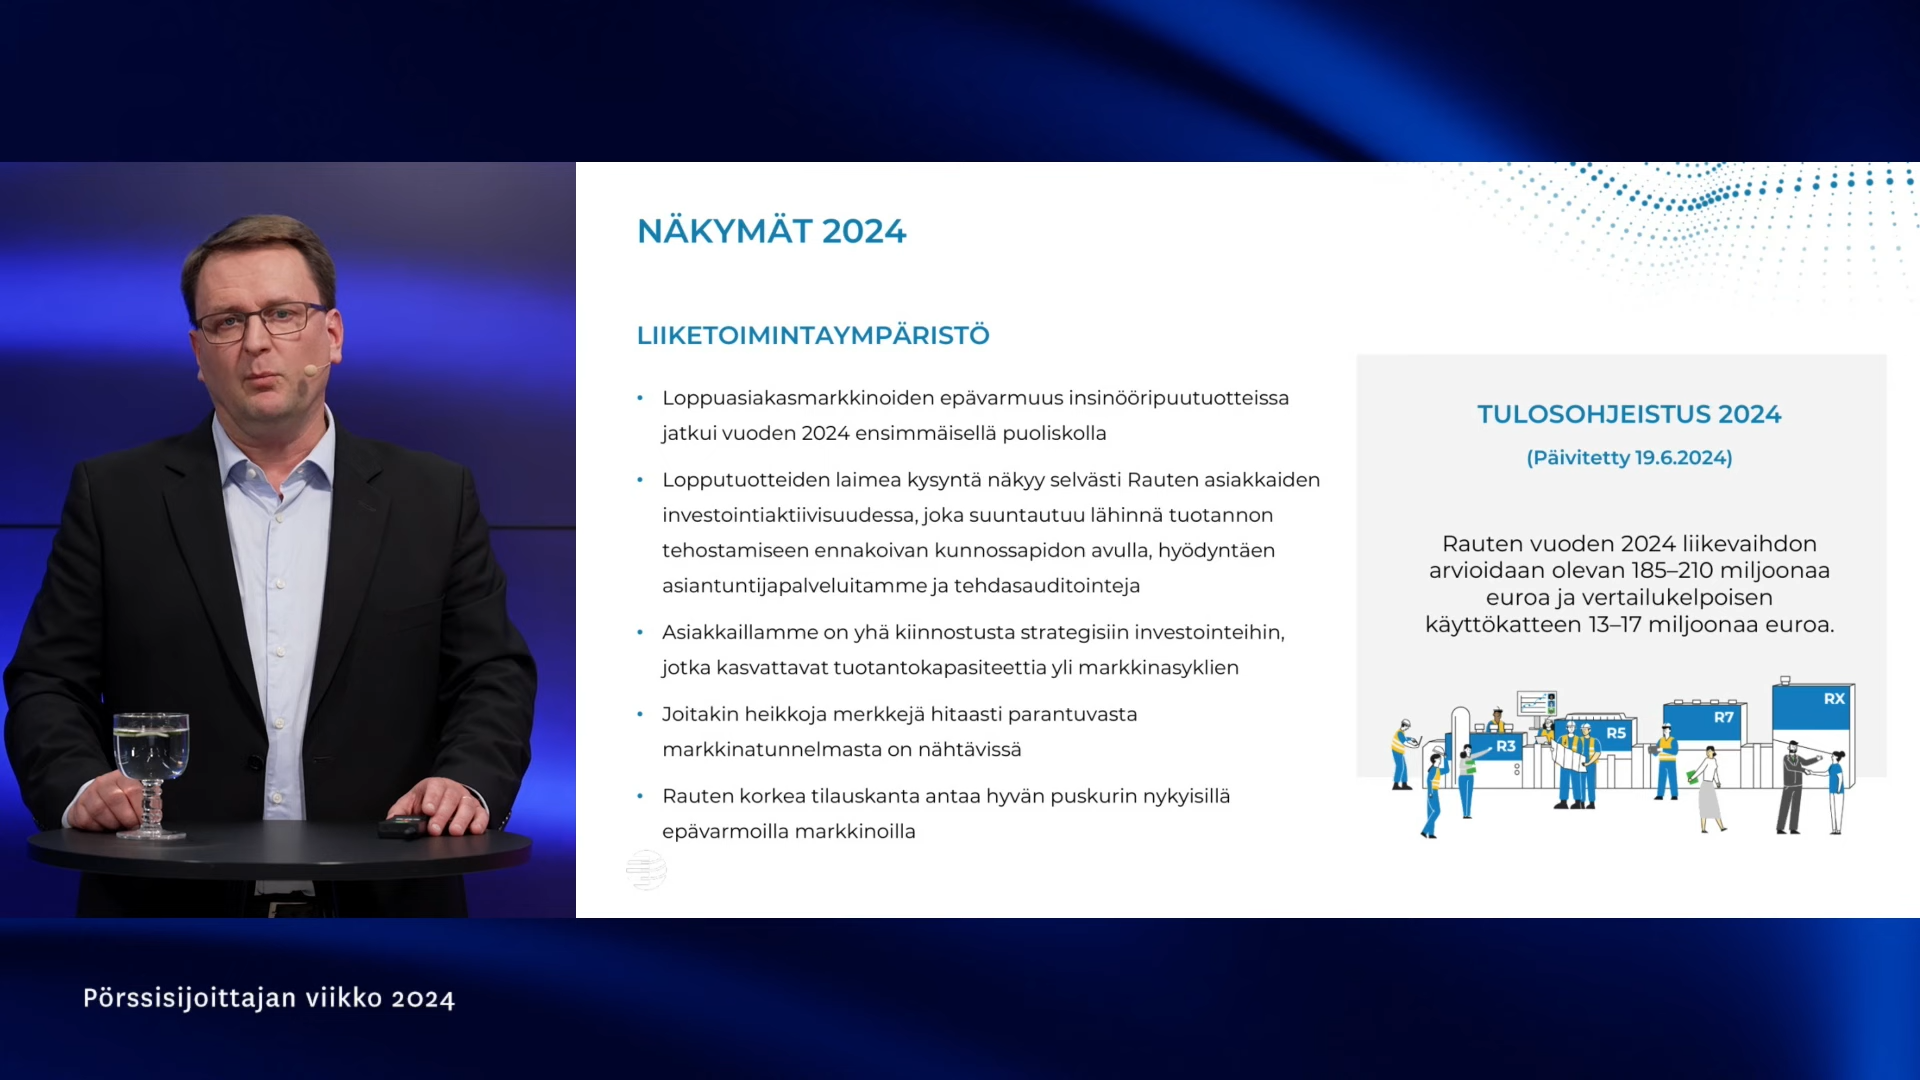 NÄKYMÄT 2024
LIIKETOIMINTAYMPÄRISTÖ
• Loppuasiakasmarkkinoiden epävarmuus insinööripuutuotteissa
jatkui vuoden 2024 ensimmäisellä puoliskolla
• Lopputuotteiden laimea kysyntä näkyy selvästi Rauten asiakkaiden
investointiaktiivisuudessa, joka suuntautuu lähinnä tuotannon
tehostamiseen ennakoivan kunnossapidon avulla, hyödyntäen
asiantuntijapalveluitamme ja tehdasauditointeja
• Asiakkaillamme on yhä kiinnostusta strategisiin investointeihin,
jotka kasvattavat tuotantokapasiteettia yli markkinasyklien
• Joitakin heikkoja merkkejä hitaasti parantuvasta
markkinatunnelmasta on nähtävissä
• Rauten korkea tilauskanta antaa hyvän puskurin nykyisillä
epävarmoilla markkinoilla
TULOSOHJEISTUS 2024
(Päivitetty 19.6.2024)
Rauten vuoden 2024 liikevaihdon
arvioidaan olevan 185–210 miljoonaa
euroa ja vertailukelpoisen
käyttökatteen 13–17 miljoonaa euroa.
R3
R5
R7
RX
Pörssisijoittajan viikko 2024